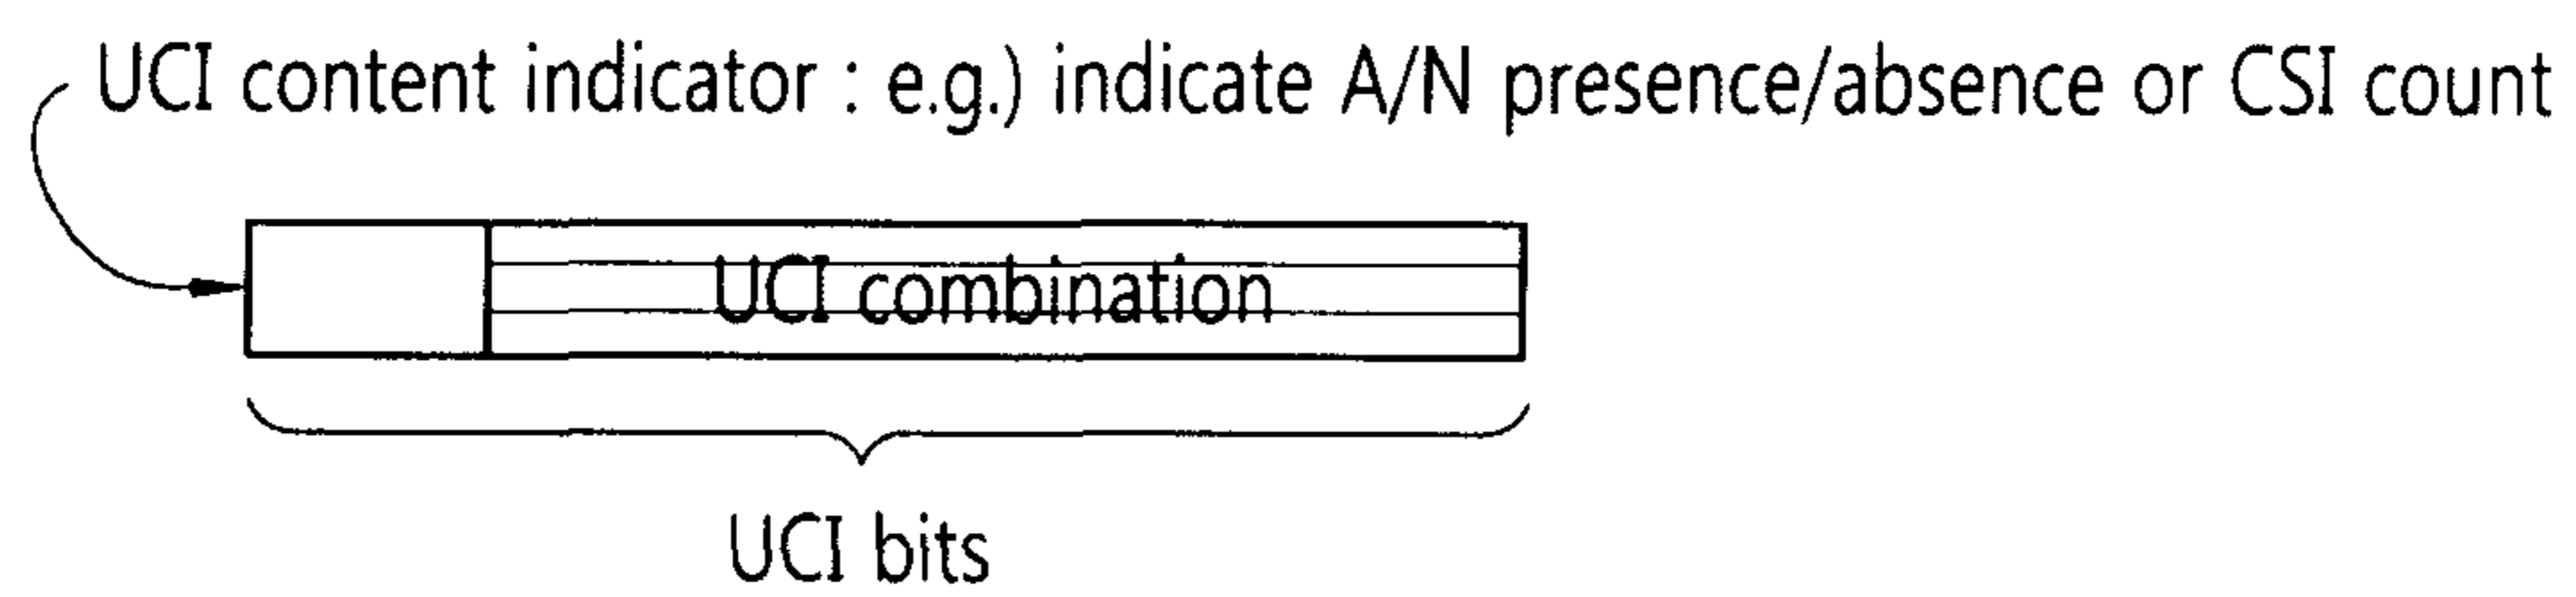 UCI content indicator : e.g.) indicate A/N presence/absence or CSI count
UCI combination
UCI bits